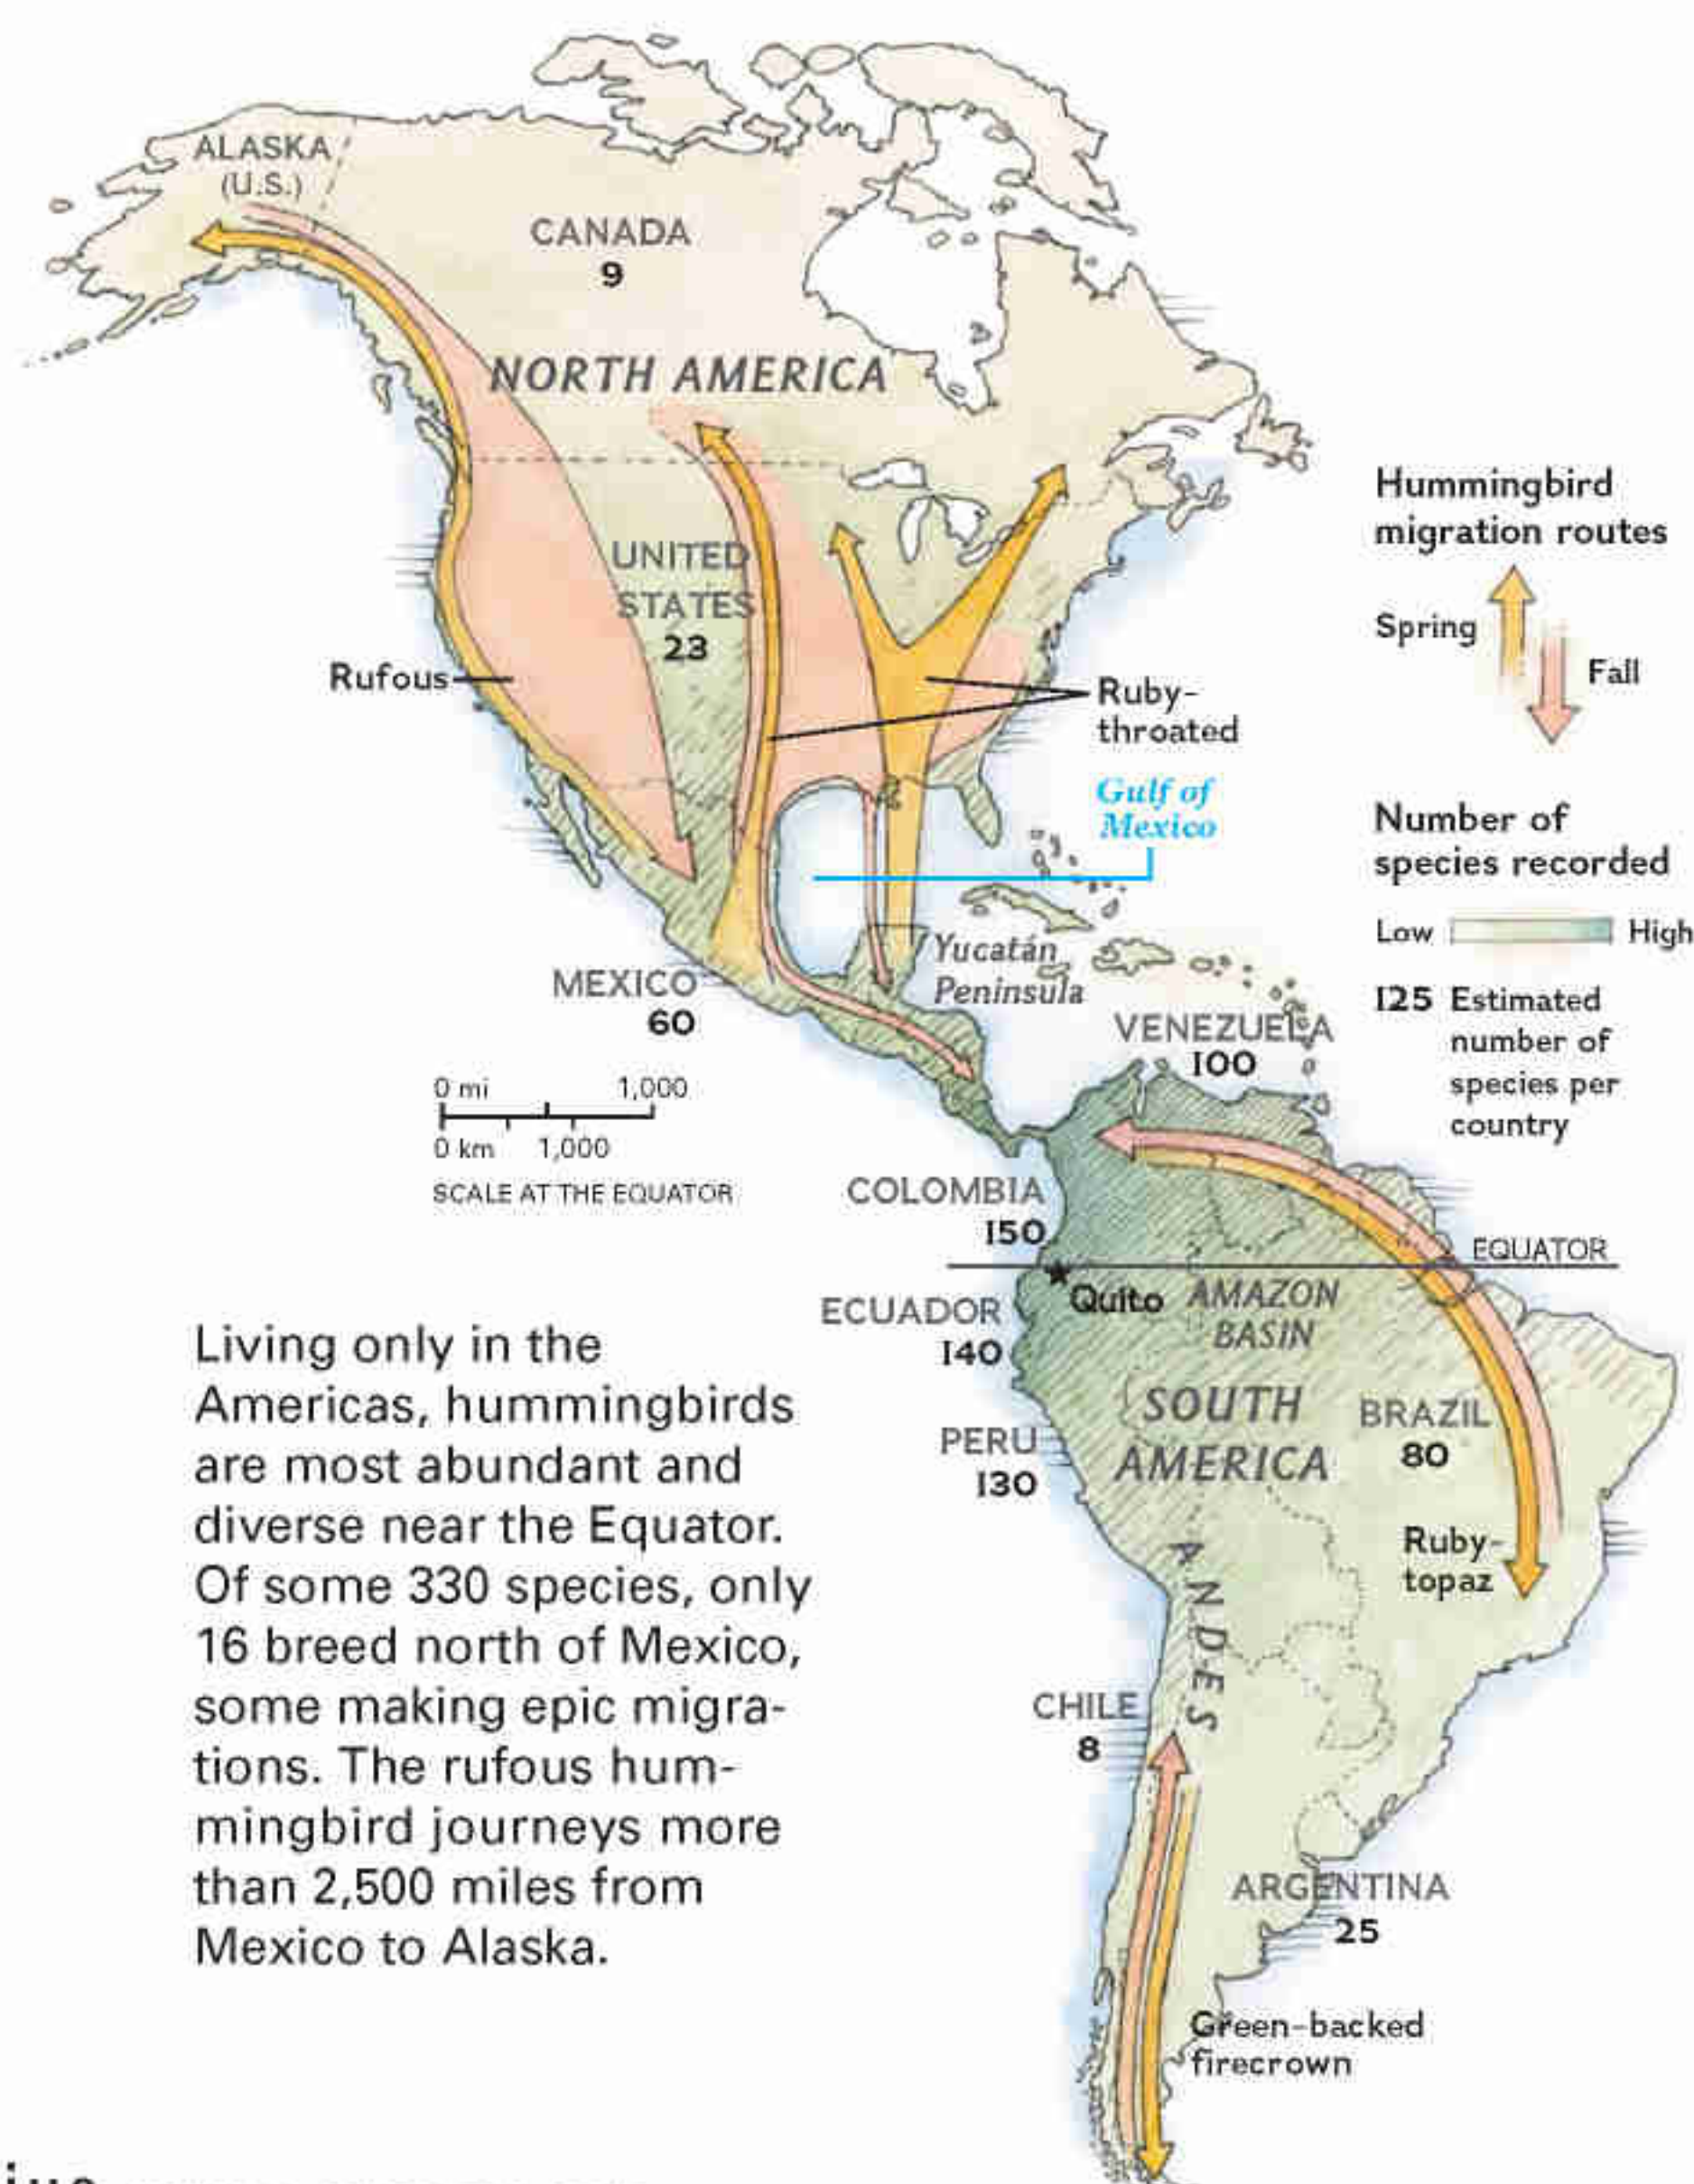 ALASKA
(U.S.)
CANADA
9
NORTH AMERICA
UNITED
STATES
23
Rufous
Ruby-
throated
Gulf of
Mexico
Hummingbird
migration routes
Spring
Fall
Number of
species recorded
Low
High
125 Estimated
number of
species per
country
Yucatán
Peninsula
MEXICO
60
VENEZUELA
100
0 mi 1,000
0 km 1,000
SCALE AT THE EQUATOR
COLOMBIA
150
EQUATOR
Quito
AMAZON
BASIN
ECUADOR
140
SOUTH
AMERICA
BRAZIL
80
PERU
130
Ruby-
topaz
ANDES
CHILE
8
ARGENTINA
25
Green-backed
firecrown
Living only in the
Americas, hummingbirds
are most abundant and
diverse near the Equator.
Of some 330 species, only
16 breed north of Mexico,
some making epic migra-
tions. The rufous hum-
mingbird journeys more
than 2,500 miles from
Mexico to Alaska.